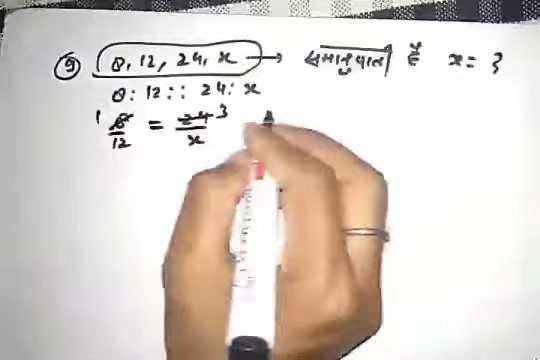 9) 8, 12, 24, x → समानुपाती है x = ?
8 : 12 :: 24 : x
1 8/12 = 24/x 3